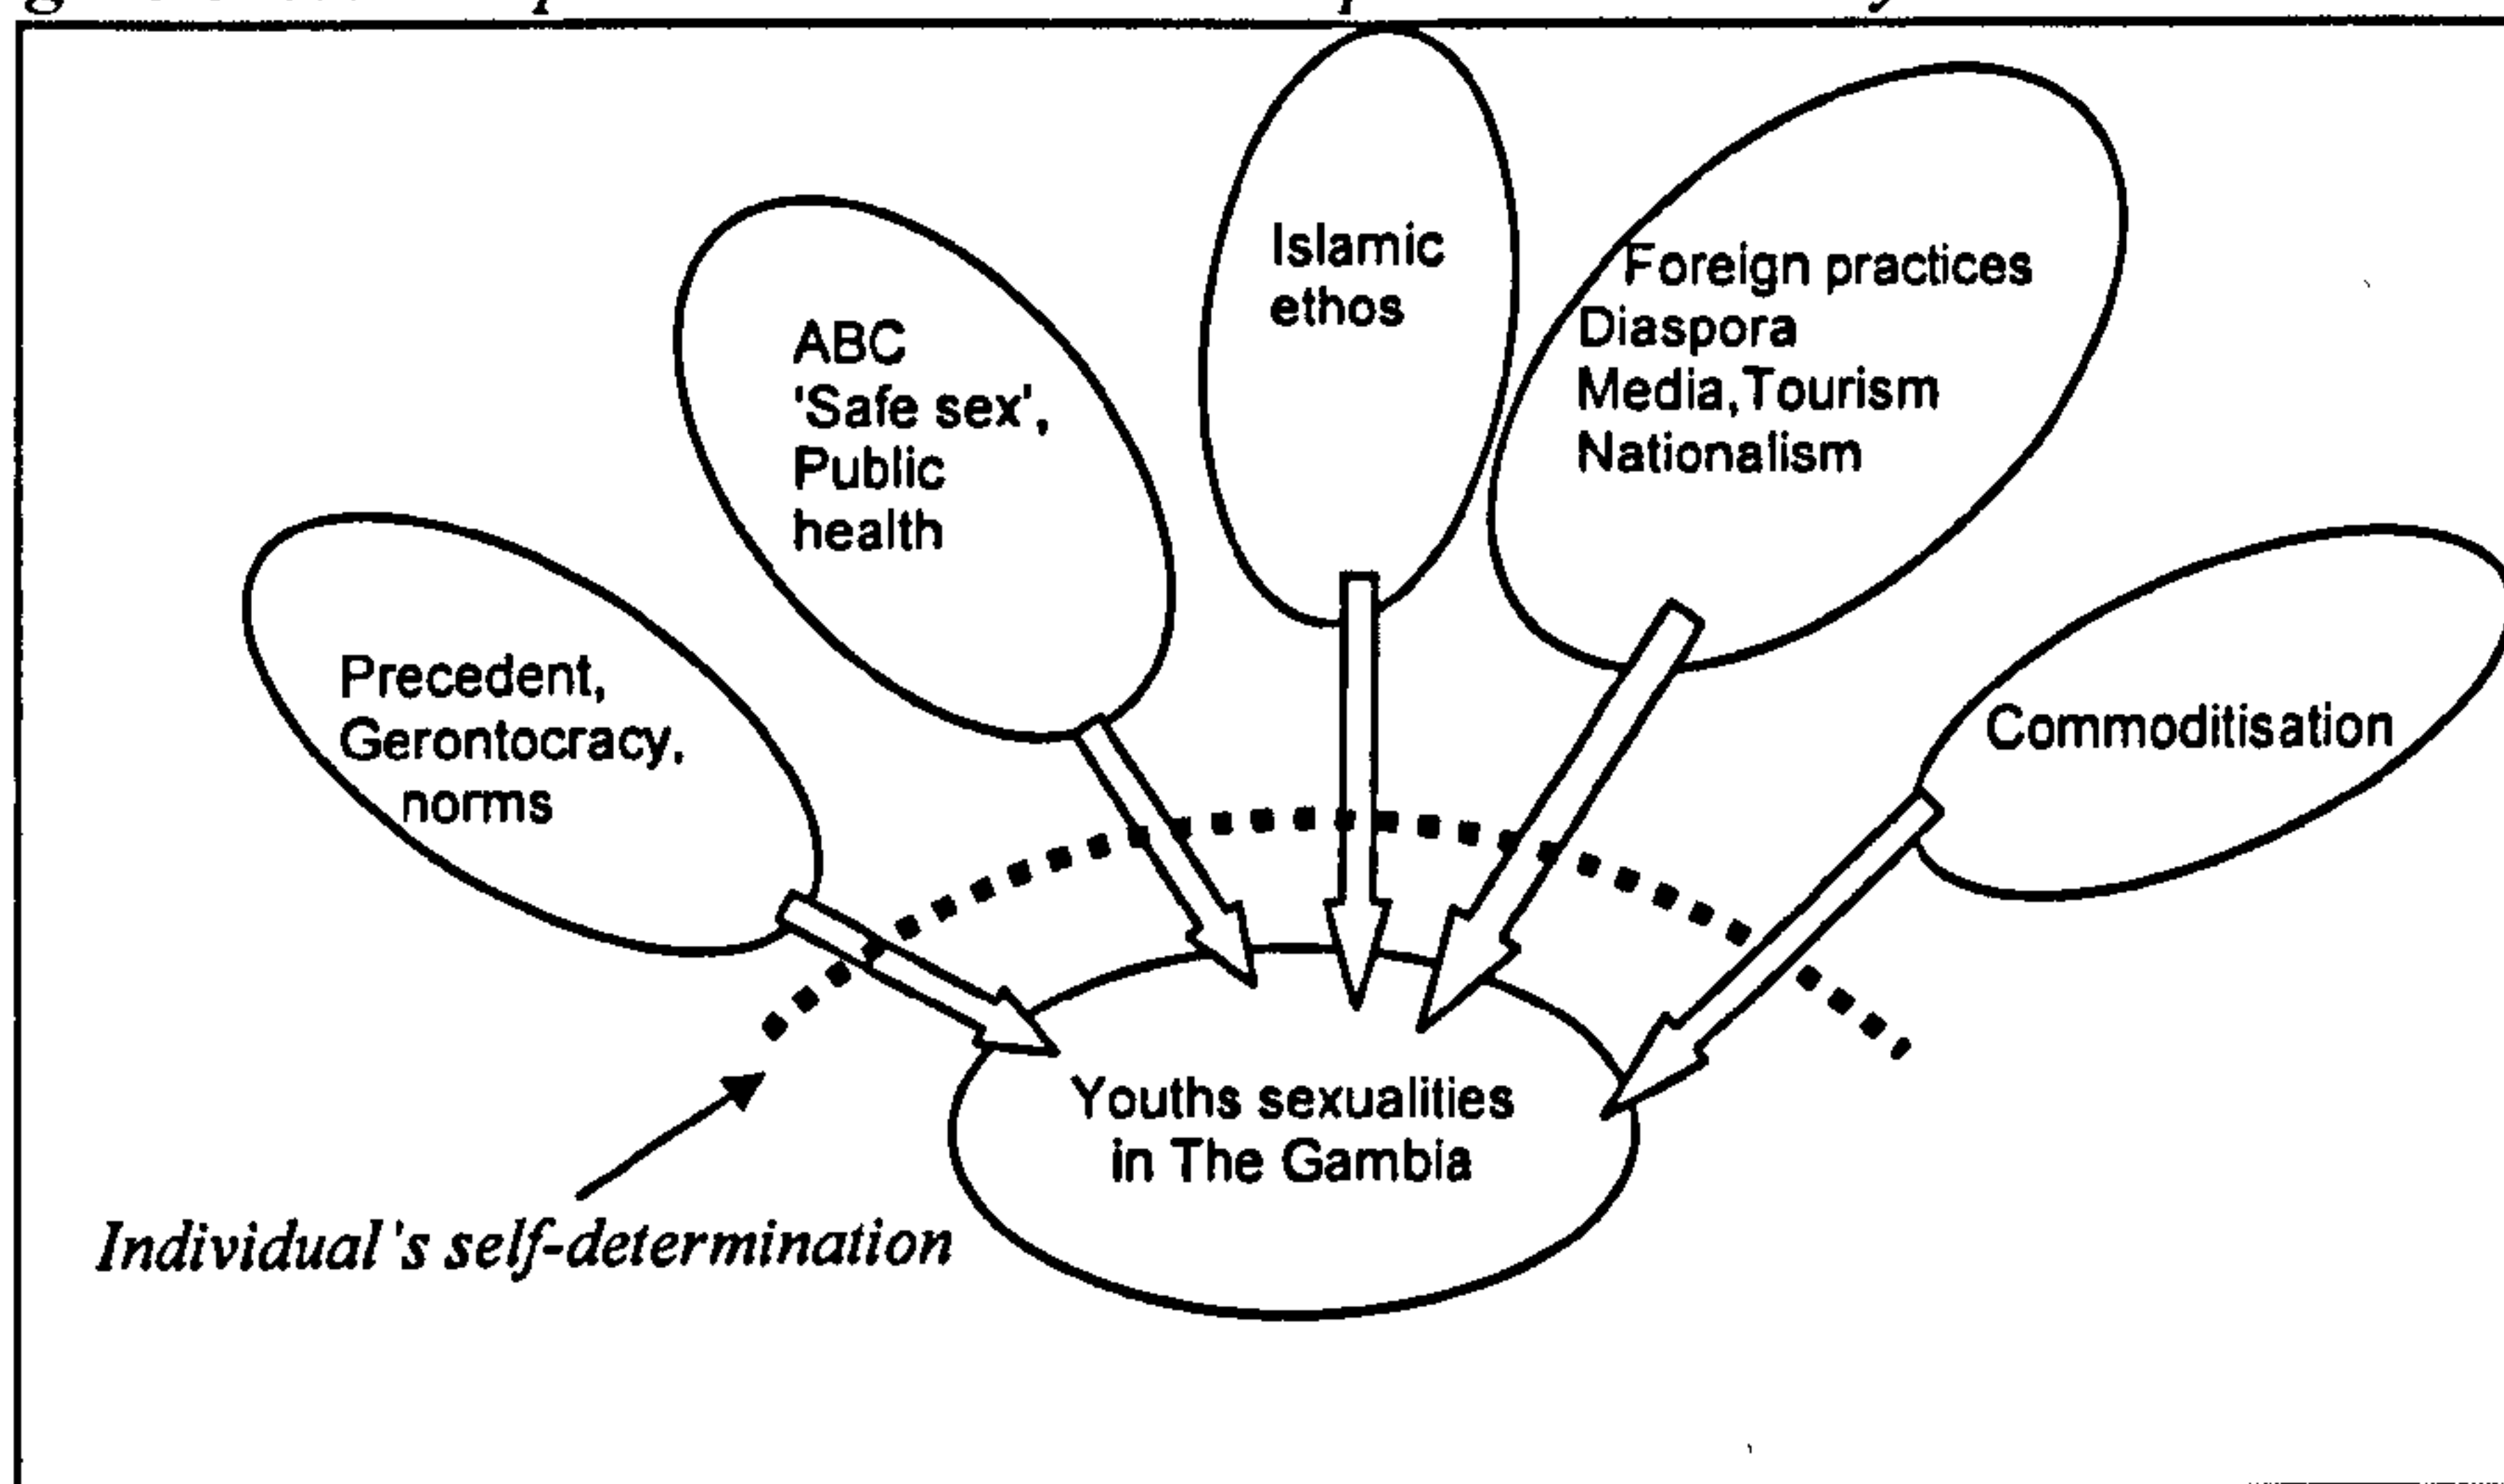 Islamic
ethos
Foreign practices
Diaspora
Media,Tourism
Nationalism
ABC
'Safe sex',
Public
health
Precedent,
Gerontocracy,
norms
Commoditisation
Youths sexualities
in The Gambia
Individual's self-determination